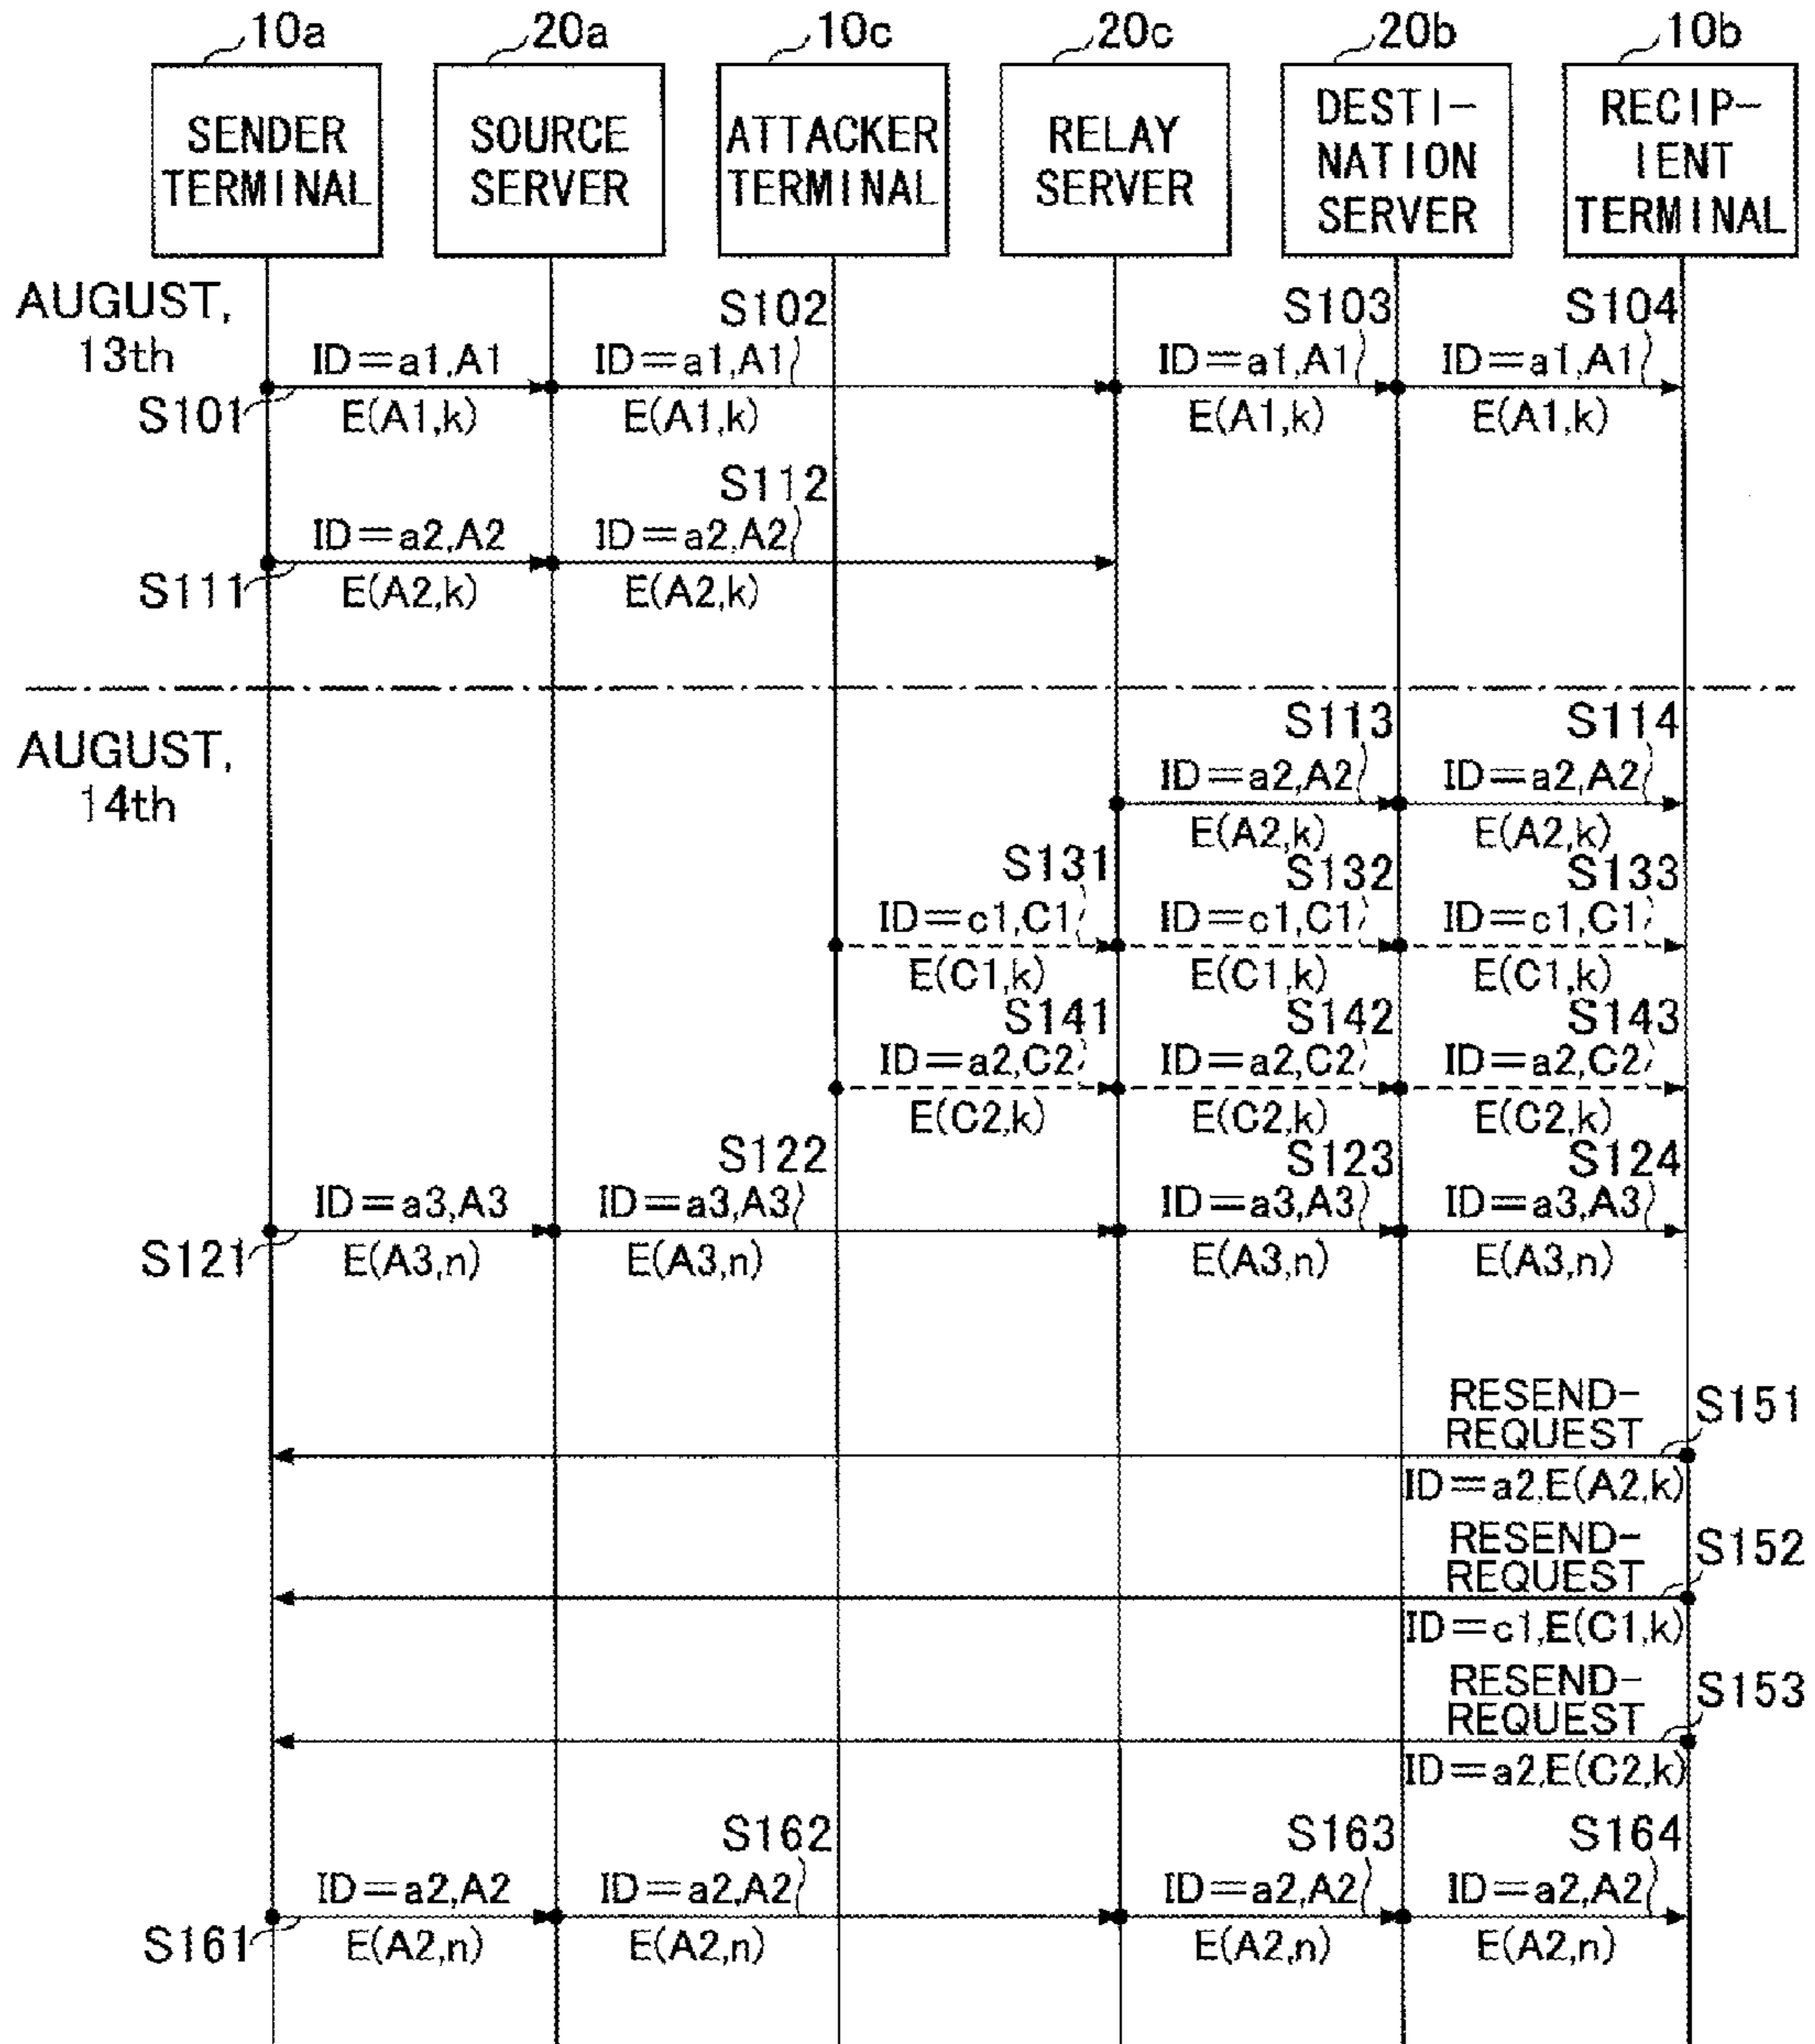 10a 20a 10c 20c 20b 10b
SENDER TERMINAL
SOURCE SERVER
ATTACKER TERMINAL
RELAY SERVER
DESTI-
NATION
SERVER
RECIP-
IENT
TERMINAL
AUGUST,
13th
S102 S103 S104
ID=a1,A1 ID=a1,A1 ID=a1,A1 ID=a1,A1
S101 E(A1,k) E(A1,k) E(A1,k) E(A1,k)
S112
ID=a2,A2 ID=a2,A2
S111 E(A2,k) E(A2,k)
AUGUST,
14th
S113 S114
ID=a2,A2 ID=a2,A2
E(A2,k) E(A2,k)
S131 S132 S133
ID=c1,C1 ID=c1,C1 ID=c1,C1
E(C1,k) E(C1,k) E(C1,k)
S141 S142 S143
ID=a2,C2 ID=a2,C2 ID=a2,C2
E(C2,k) E(C2,k) E(C2,k)
S122 S123 S124
ID=a3,A3 ID=a3,A3 ID=a3,A3 ID=a3,A3
S121 E(A3,n) E(A3,n) E(A3,n) E(A3,n)
RESEND-
REQUEST S151
ID=a2,E(A2,k)
RESEND-
REQUEST S152
ID=c1,E(C1,k)
RESEND-
REQUEST S153
ID=a2,E(C2,k)
S162 S163 S164
ID=a2,A2 ID=a2,A2 ID=a2,A2 ID=a2,A2
S161 E(A2,n) E(A2,n) E(A2,n) E(A2,n)